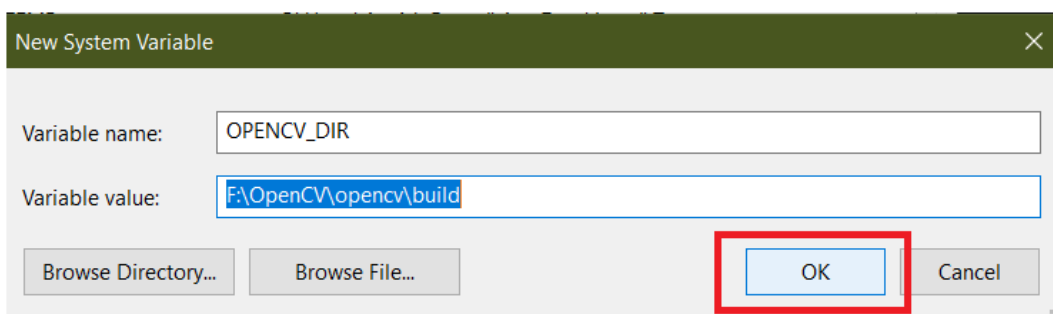 New System Variable
Variable name: OPENCV_DIR
Variable value: F:\OpenCV\opencv\build
Browse Directory... Browse File... OK Cancel